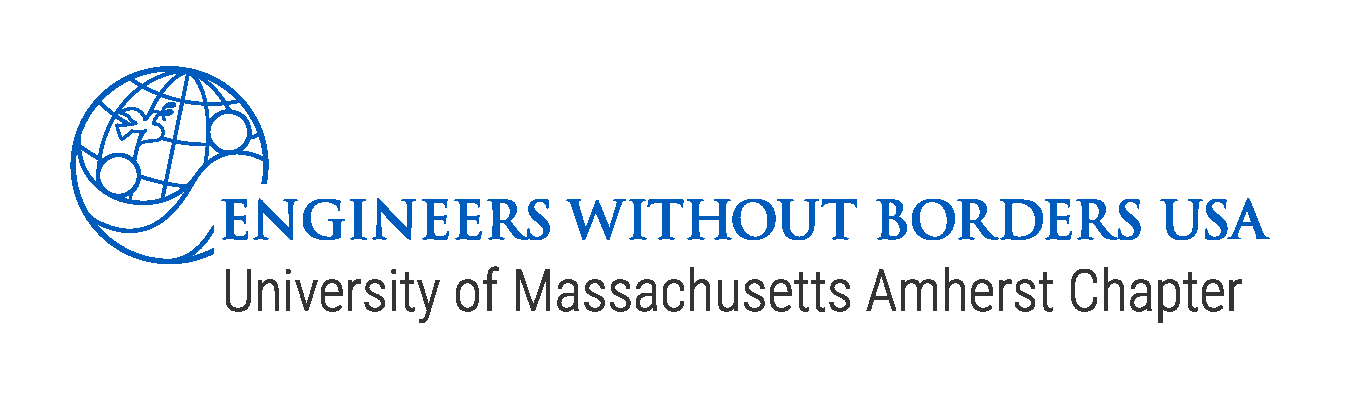 ENGINEERS WITHOUT BORDERS USA
University of Massachusetts Amherst Chapter